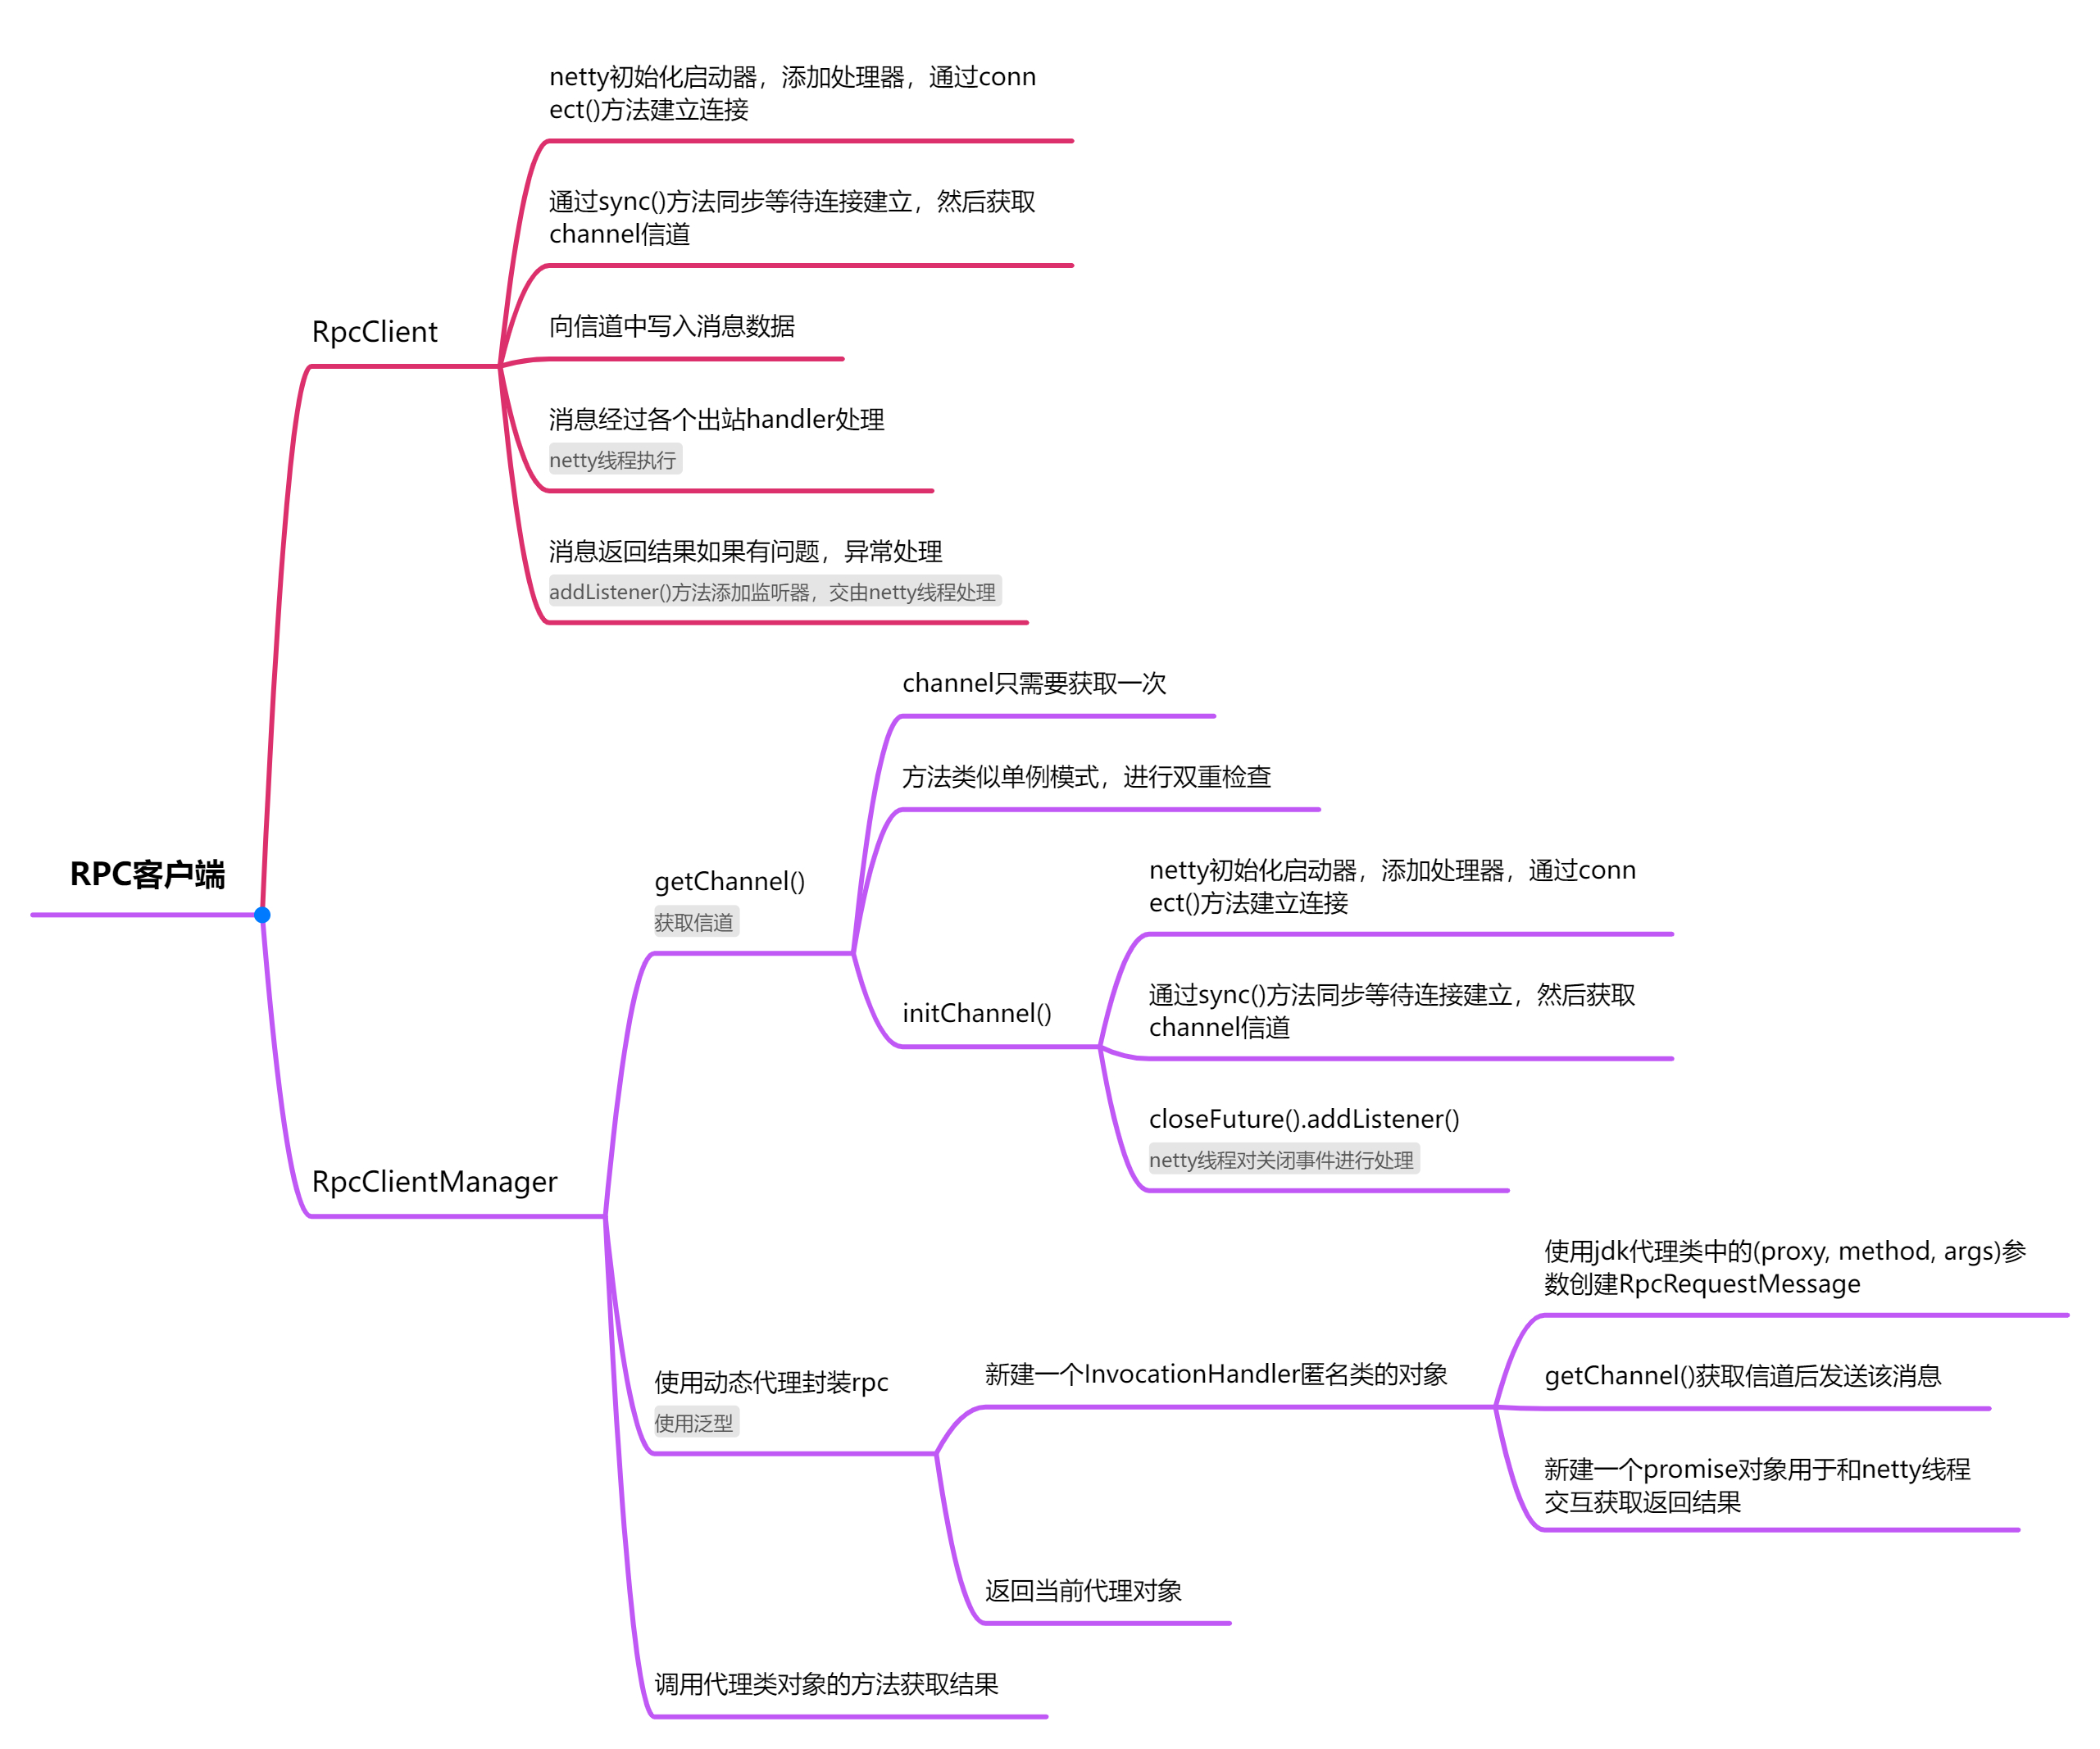 netty初始化启动器，添加处理器，通过conn
ect()方法建立连接
通过sync()方法同步等待连接建立，然后获取
channel信道
向信道中写入消息数据
RpcClient
消息经过各个出站handler处理
netty线程执行
消息返回结果如果有问题，异常处理
addListener()方法添加监听器，交由netty线程处理
channel只需要获取一次
方法类似单例模式，进行双重检查
RPC客户端
getChannel()
获取信道
netty初始化启动器，添加处理器，通过conn
ect()方法建立连接
通过sync()方法同步等待连接建立，然后获取
channel信道
initChannel()
closeFuture().addListener()
netty线程对关闭事件进行处理
RpcClientManager
使用jdk代理类中的(proxy, method, args)参
数创建RpcRequestMessage
新建一个InvocationHandler匿名类的对象
getChannel()获取信道后发送该消息
使用动态代理封装rpc
使用泛型
新建一个promise对象用于和netty线程
交互获取返回结果
返回当前代理对象
调用代理类对象的方法获取结果